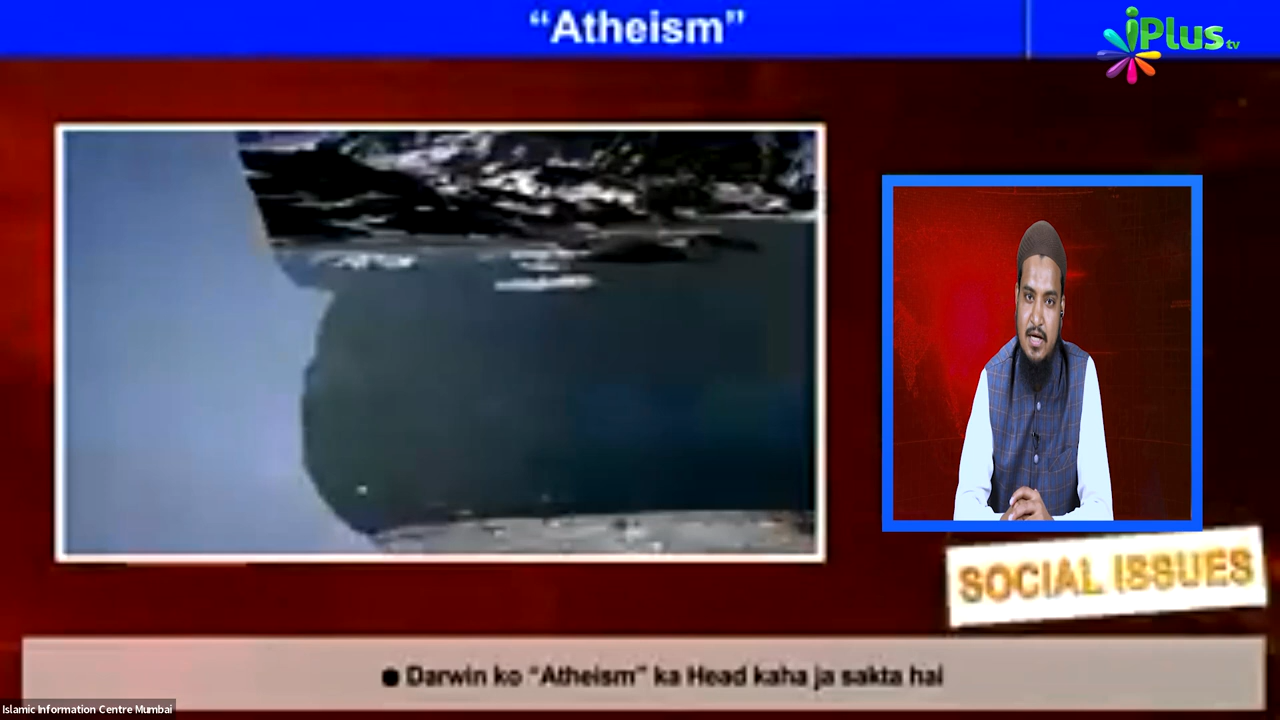 “Atheism”
iPlus tv
SOCIAL ISSUES
● Darwin ko “Atheism” ka Head kaha ja sakta hai
Islamic Information Centre Mumbai